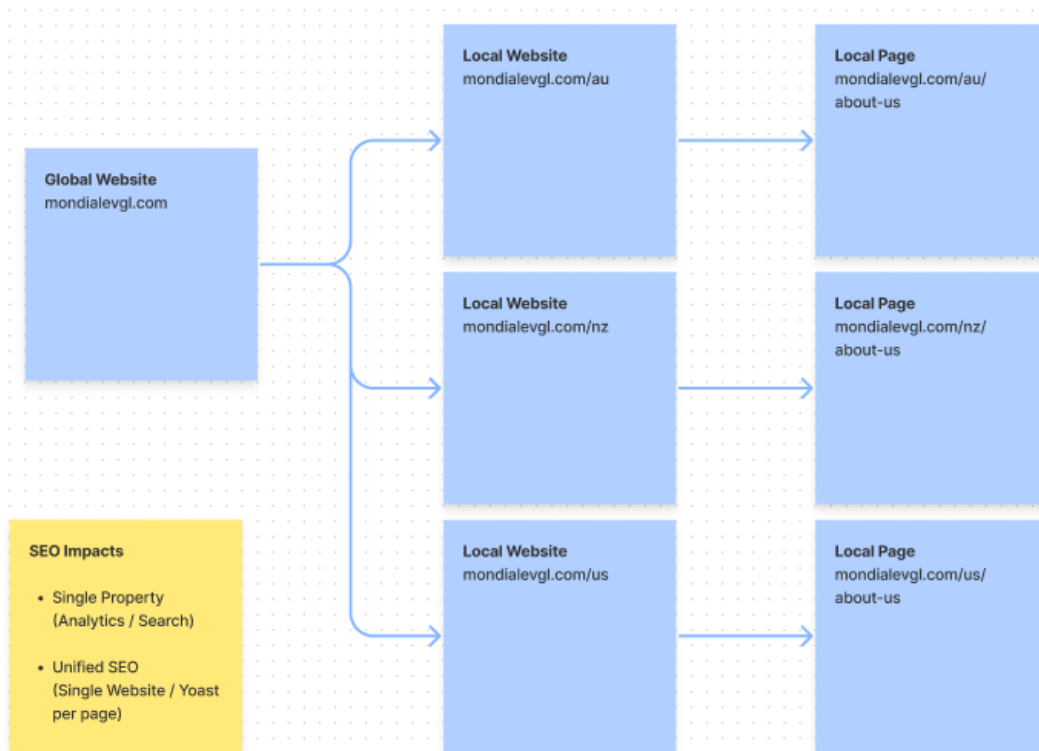 Global Website
mondialevgl.com
Local Website
mondialevgl.com/au
Local Page
mondialevgl.com/au/
about-us
Local Website
mondialevgl.com/nz
Local Page
mondialevgl.com/nz/
about-us
Local Website
mondialevgl.com/us
Local Page
mondialevgl.com/us/
about-us
SEO Impacts
• Single Property
(Analytics / Search)
• Unified SEO
(Single Website / Yoast
per page)